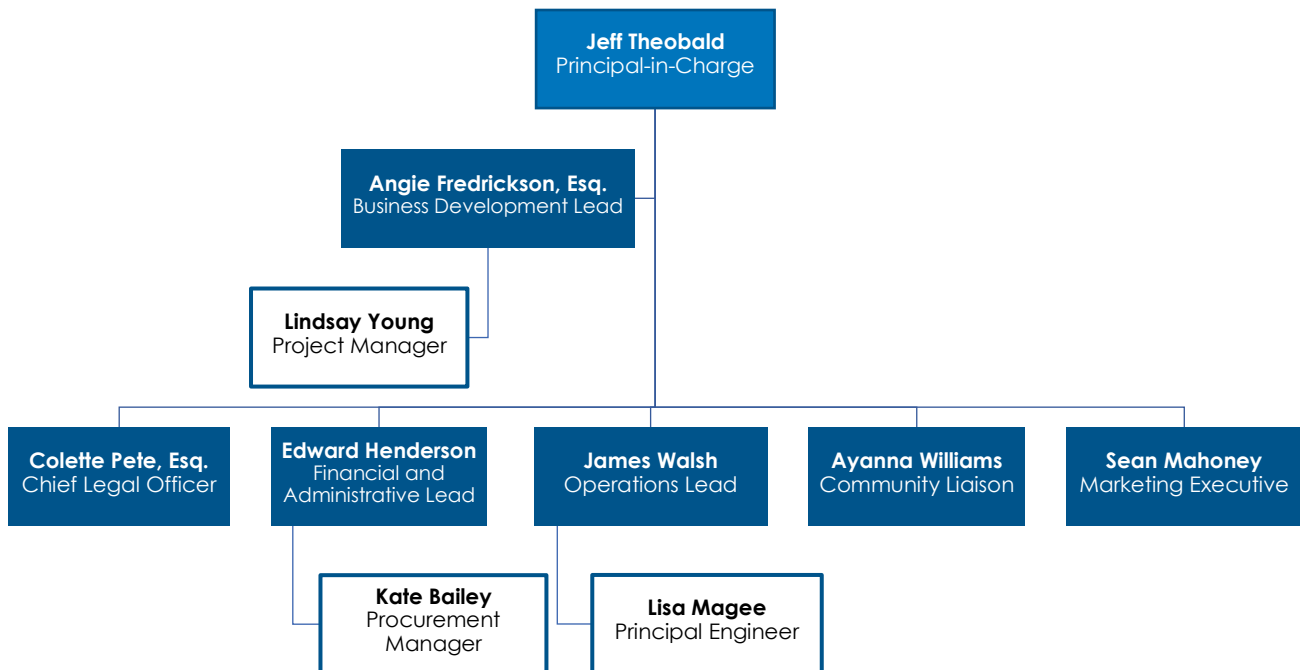 Jeff Theobald
Principal-in-Charge
Angie Fredrickson, Esq.
Business Development Lead
Lindsay Young
Project Manager
Colette Pete, Esq.
Chief Legal Officer
Edward Henderson
Financial and
Administrative Lead
James Walsh
Operations Lead
Ayanna Williams
Community Liaison
Sean Mahoney
Marketing Executive
Kate Bailey
Procurement
Manager
Lisa Magee
Principal Engineer